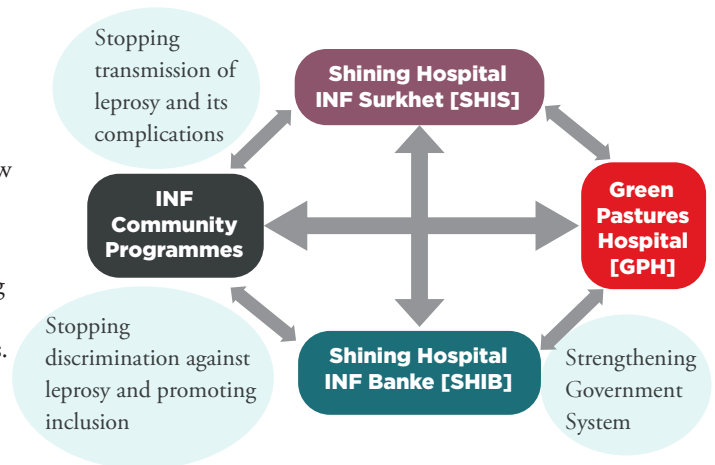 Stopping
transmission of
leprosy and its
complications
Shining Hospital
INF Surkhet [SHIS]
INF
Community
Programmes
Green
Pastures
Hospital
[GPH]
Stopping
discrimination against
leprosy and promoting
inclusion
Shining Hospital
INF Banke [SHIB]
Strengthening
Government
System